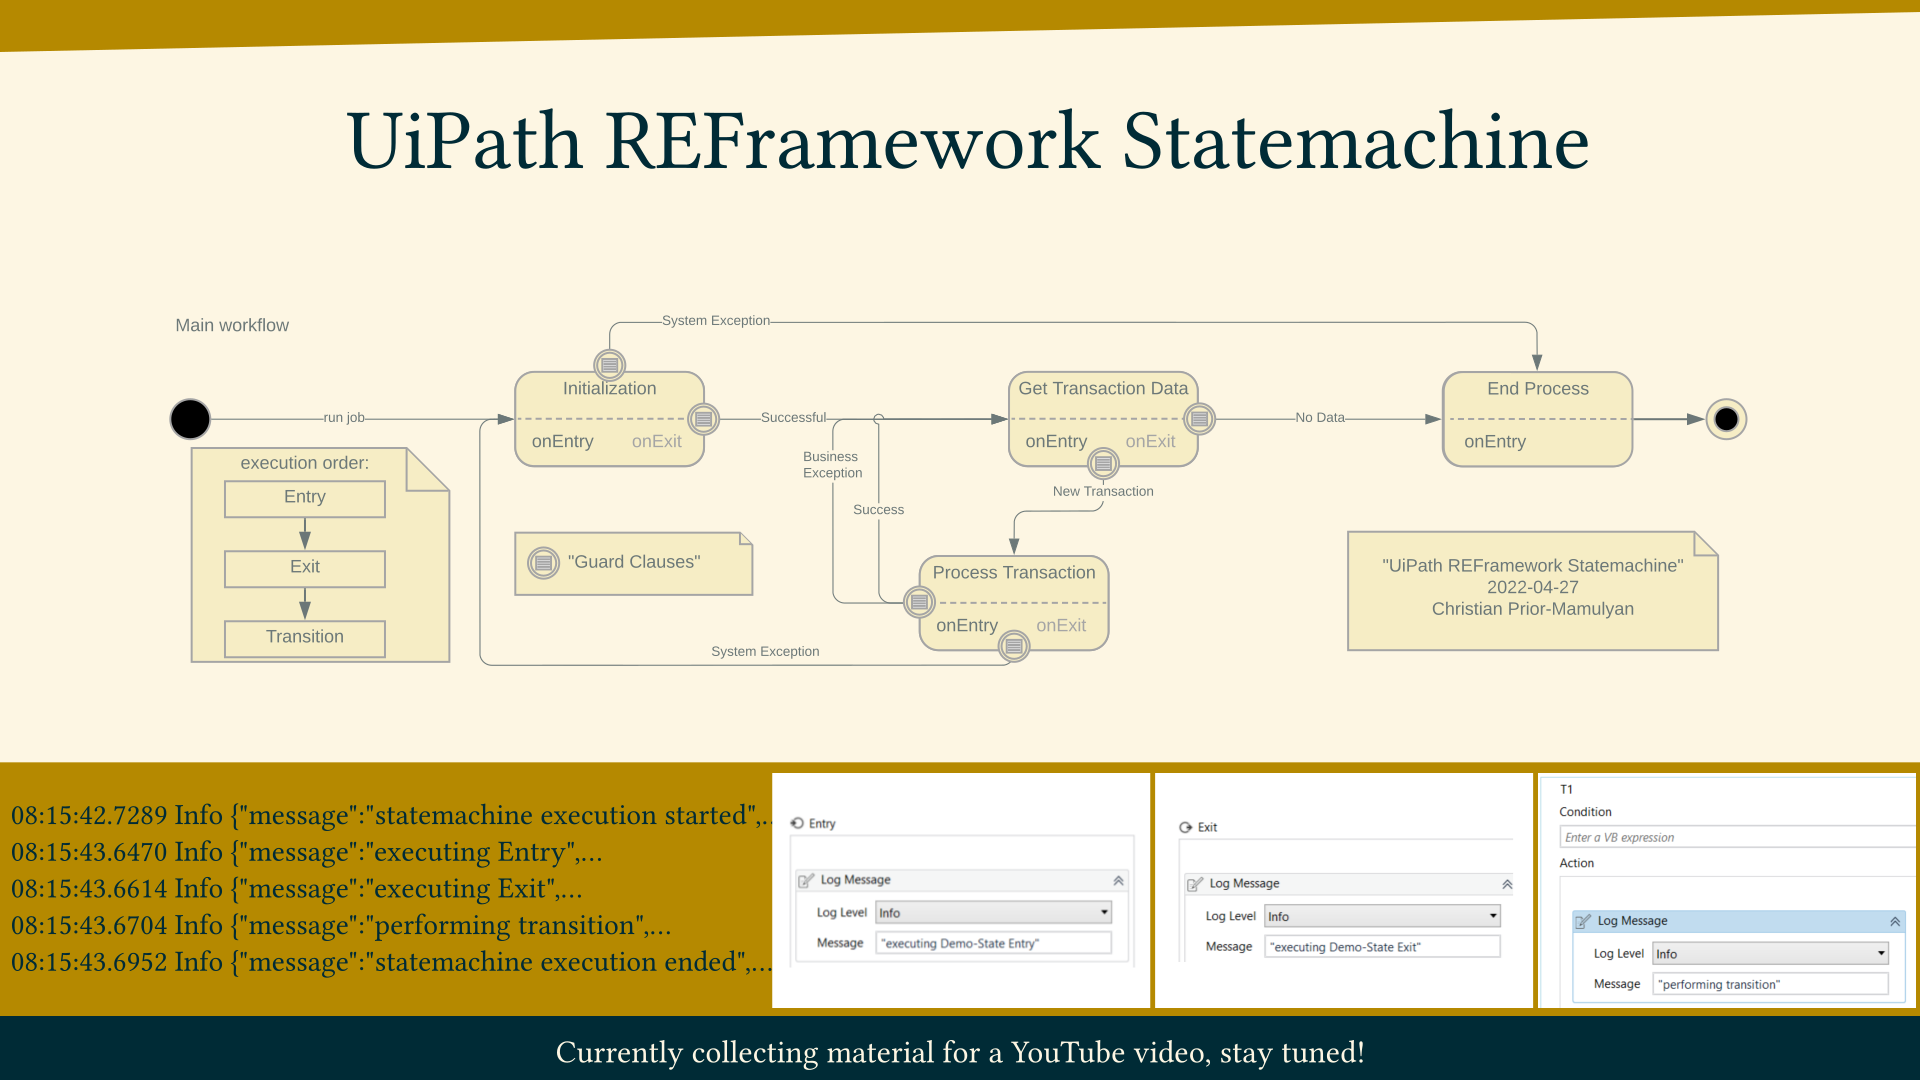 UiPath REFramework Statemachine
Main workflow
System Exception
run job
Initialization
onEntry
onExit
Successful
Get Transaction Data
onEntry
onExit
No Data
End Process
onEntry
execution order:
Entry
Exit
Transition
"Guard Clauses"
Business
Exception
Success
New Transaction
Process Transaction
onEntry
onExit
System Exception
"UiPath REFramework Statemachine"
2022-04-27
Christian Prior-Mamulyan
08:15:42.7289 Info {"message":"statemachine execution started",..
08:15:43.6470 Info {"message":"executing Entry",...
08:15:43.6614 Info {"message":"executing Exit",...
08:15:43.6704 Info {"message":"performing transition",...
08:15:43.6952 Info {"message":"statemachine execution ended",...
Entry
Log Message
Log Level Info
Message "executing Demo-State Entry"
Exit
Log Message
Log Level Info
Message "executing Demo-State Exit"
T1
Condition
Enter a VB expression
Action
Log Message
Log Level Info
Message "performing transition"
Currently collecting material for a YouTube video, stay tuned!